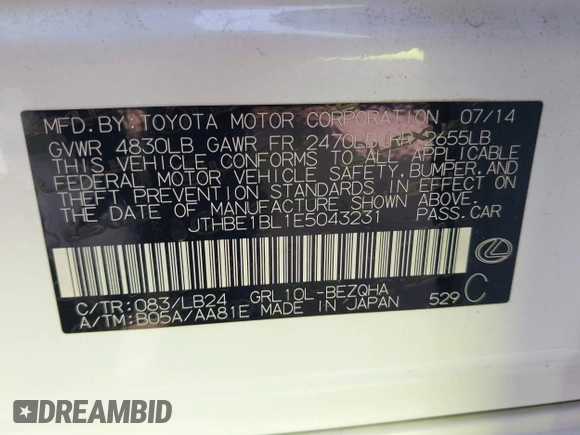 MFD.BY:TOYOTA MOTOR CORPORATION 07/14
GVWR 4830LB GAWR FR 2470LB RR 2655LB
THIS VEHICLE CONFORMS TO ALL APPLICABLE
FEDERAL MOTOR VEHICLE SAFETY,BUMPER,AND
THEFT PREVENTION STANDARDS IN EFFECT ON
THE DATE OF MANUFACTURE SHOWN ABOVE.
JTHBE1BL1E5043231 PASS.CAR
C/TR:083/LB24 GRL10L-BEZQHA
A/TM:B05A/AA81E MADE IN JAPAN 529 C
DREAMBID